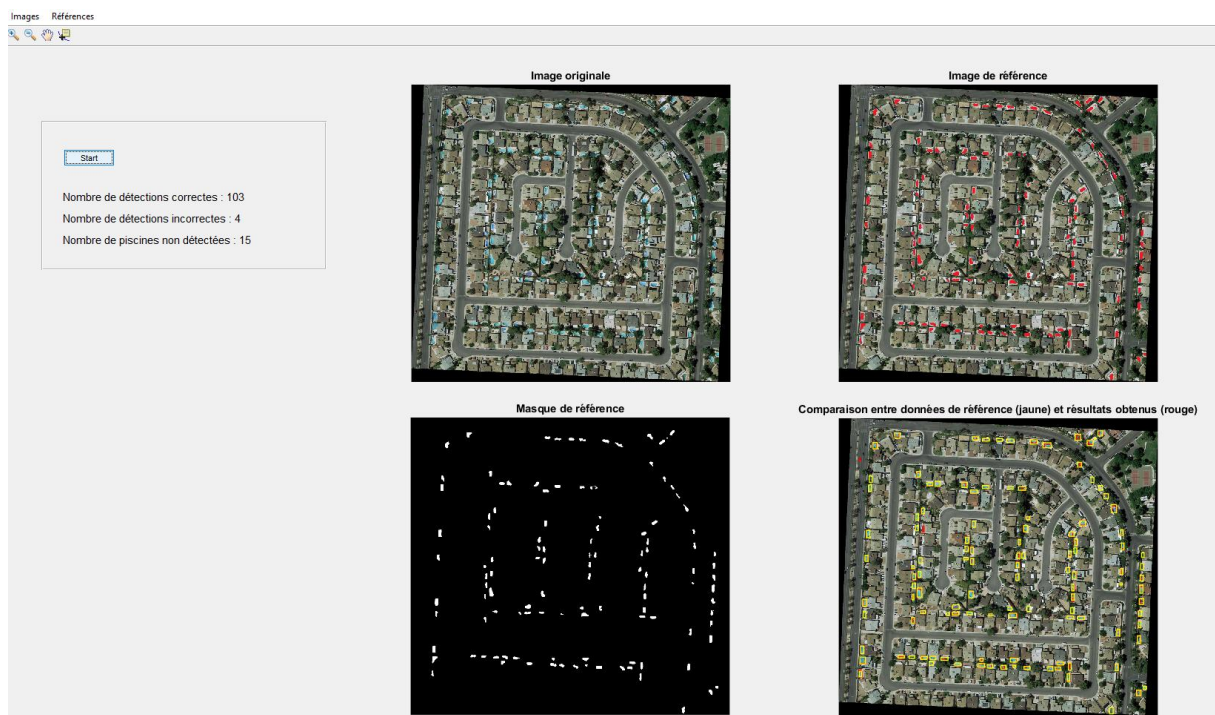 Images Références
Image originale
Image de référence
Start
Nombre de détections correctes : 103
Nombre de détections incorrectes : 4
Nombre de piscines non détectées : 15
Masque de référence
Comparaison entre données de référence (jaune) et résultats obtenus (rouge)